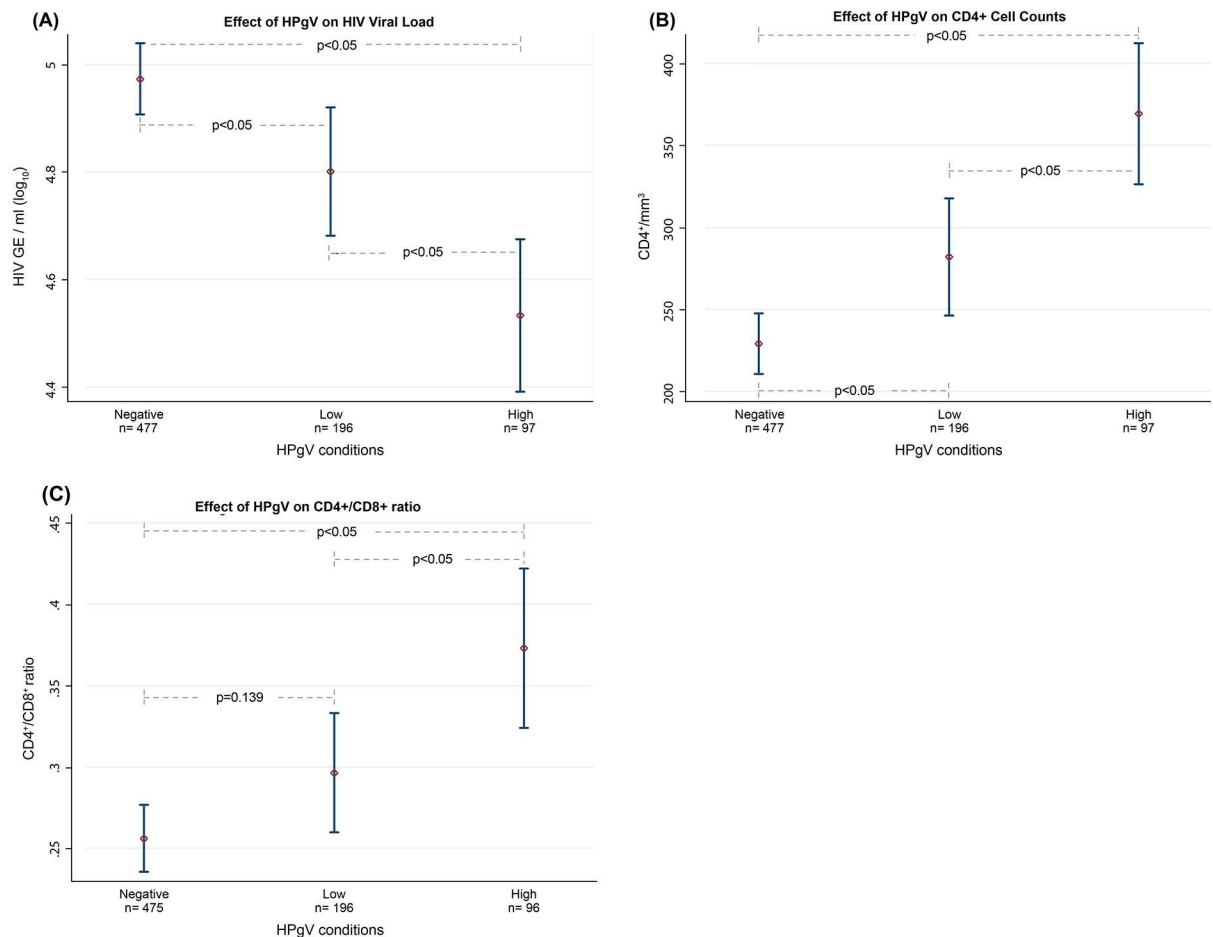 (A)
Effect of HPgV on HIV Viral Load
HIV GE / ml (log₁₀)
5
4.8
4.6
4.4
p<0.05
p<0.05
p<0.05
Negative
n= 477
Low
n= 196
High
n= 97
HPgV conditions
(B)
Effect of HPgV on CD4+ Cell Counts
CD4⁺/mm³
400
350
300
250
200
p<0.05
p<0.05
p<0.05
Negative
n= 477
Low
n= 196
High
n= 97
HPgV conditions
(C)
Effect of HPgV on CD4+/CD8+ ratio
CD4⁺/CD8⁺ ratio
.45
.4
.35
.3
.25
p<0.05
p<0.05
p=0.139
Negative
n= 475
Low
n= 196
High
n= 96
HPgV conditions